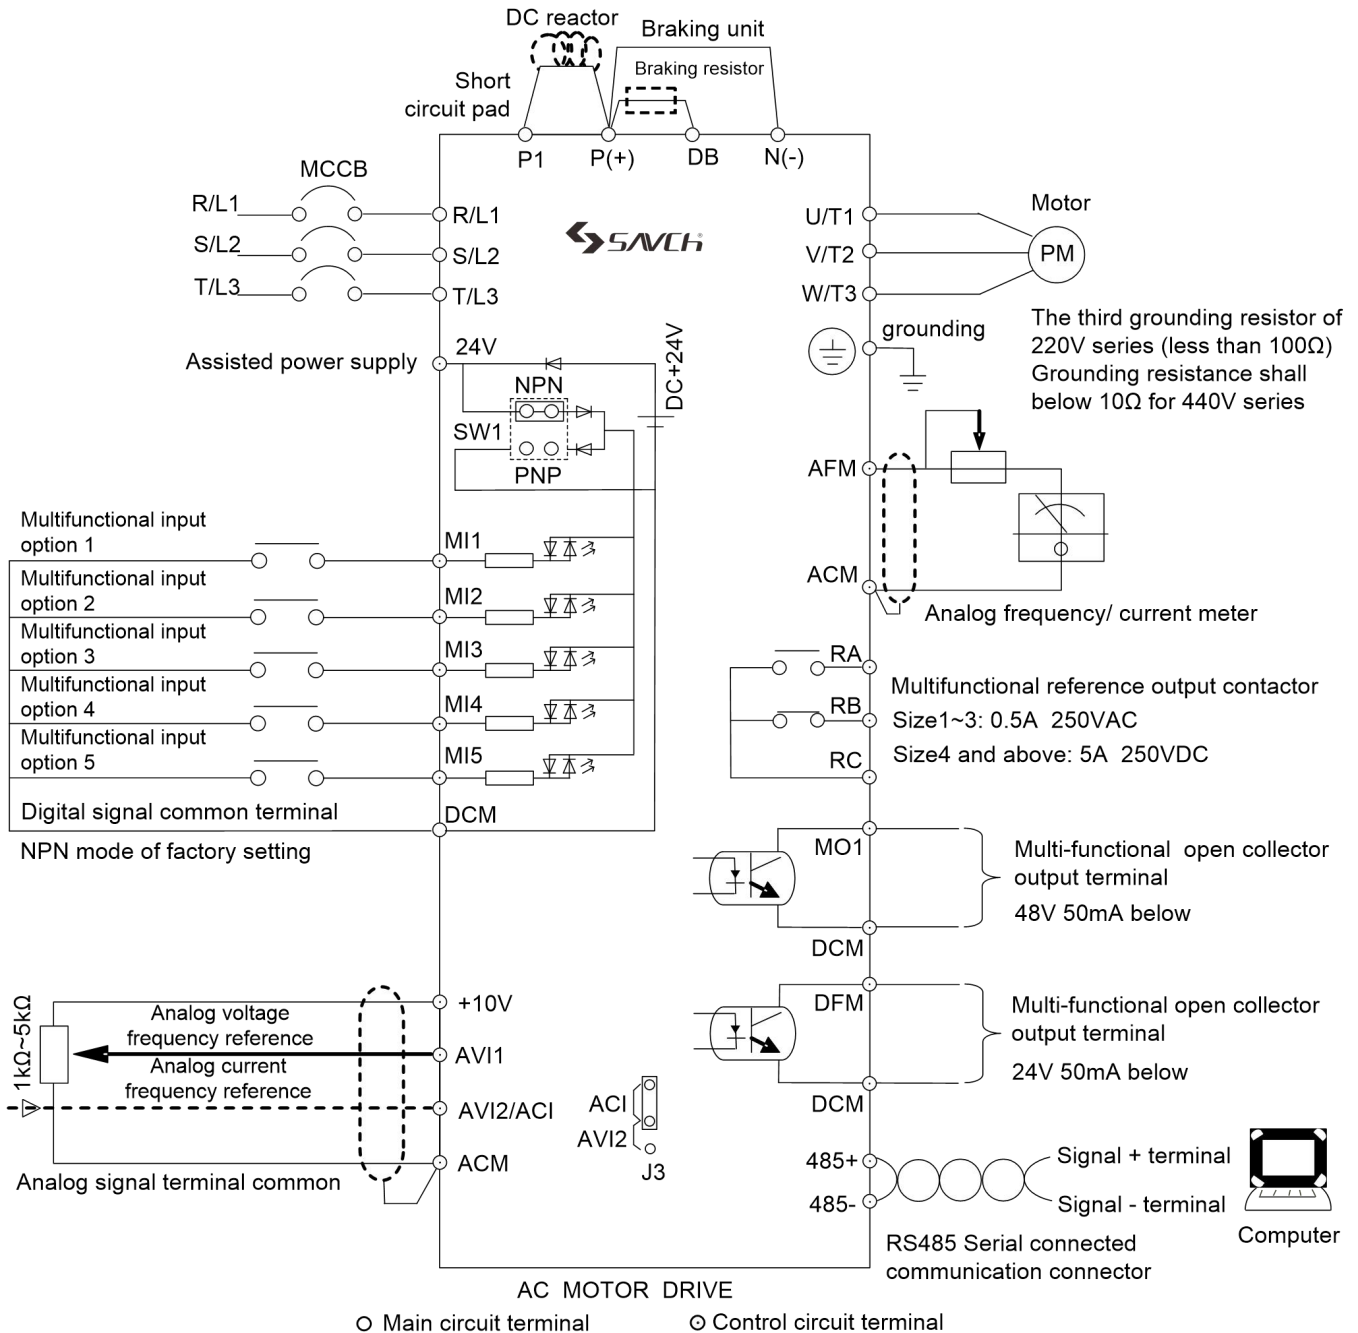 DC reactor
Braking unit
Braking resistor
Short
circuit pad
P1
P(+)
DB
N(-)
MCCB
R/L1
S/L2
T/L3
R/L1
S/L2
T/L3
SAVCH®
U/T1
V/T2
W/T3
Motor
PM
grounding
The third grounding resistor of
220V series (less than 100Ω)
Grounding resistance shall
below 10Ω for 440V series
Assisted power supply
24V
DC+24V
NPN
SW1
PNP
AFM
ACM
Analog frequency/ current meter
Multifunctional input
option 1
Multifunctional input
option 2
Multifunctional input
option 3
Multifunctional input
option 4
Multifunctional input
option 5
MI1
MI2
MI3
MI4
MI5
Digital signal common terminal
DCM
NPN mode of factory setting
RA
RB
RC
Multifunctional reference output contactor
Size1~3: 0.5A 250VAC
Size4 and above: 5A 250VDC
MO1
DCM
Multi-functional open collector
output terminal
48V 50mA below
DFM
DCM
Multi-functional open collector
output terminal
24V 50mA below
1kΩ~5kΩ
+10V
Analog voltage
frequency reference
AVI1
Analog current
frequency reference
AVI2/ACI
ACM
Analog signal terminal common
ACI
AVI2
J3
485+
485-
Signal + terminal
Signal - terminal
Computer
RS485 Serial connected
communication connector
AC MOTOR DRIVE
Main circuit terminal
Control circuit terminal